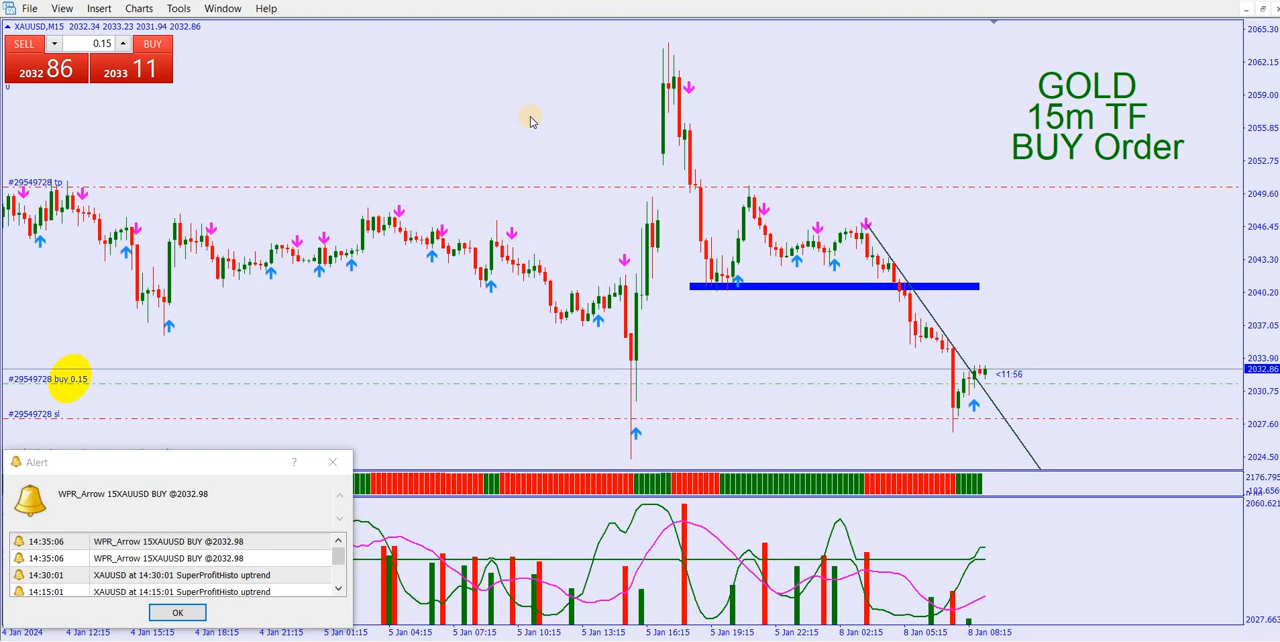 File View Insert Charts Tools Window Help
XAUUSD,M15 2032.34 2033.23 2031.94 2032.86
SELL 0.15 BUY
2032 86 2033 11
0
GOLD
15m TF
BUY Order
#29549728 tp
#29549728 buy 0.15
#29549728 sl
<11:56
2065.30
2062.15
2059.00
2055.85
2052.75
2049.60
2046.45
2043.30
2040.20
2037.05
2033.90
2032.86
2030.75
2027.60
2024.50
2176.795
2060.621
2027.663
Alert
?
WPR_Arrow 15XAUUSD BUY @2032.98
14:35:06 WPR_Arrow 15XAUUSD BUY @2032.98
14:35:06 WPR_Arrow 15XAUUSD BUY @2032.98
14:30:01 XAUUSD at 14:30:01 SuperProfitHisto uptrend
14:15:01 XAUUSD at 14:15:01 SuperProfitHisto uptrend
OK
4 Jan 2024 4 Jan 12:15 4 Jan 15:15 4 Jan 18:15 4 Jan 21:15 5 Jan 01:15 5 Jan 04:15 5 Jan 07:15 5 Jan 10:15 5 Jan 13:15 5 Jan 16:15 5 Jan 19:15 5 Jan 22:15 8 Jan 02:15 8 Jan 05:15 8 Jan 08:15